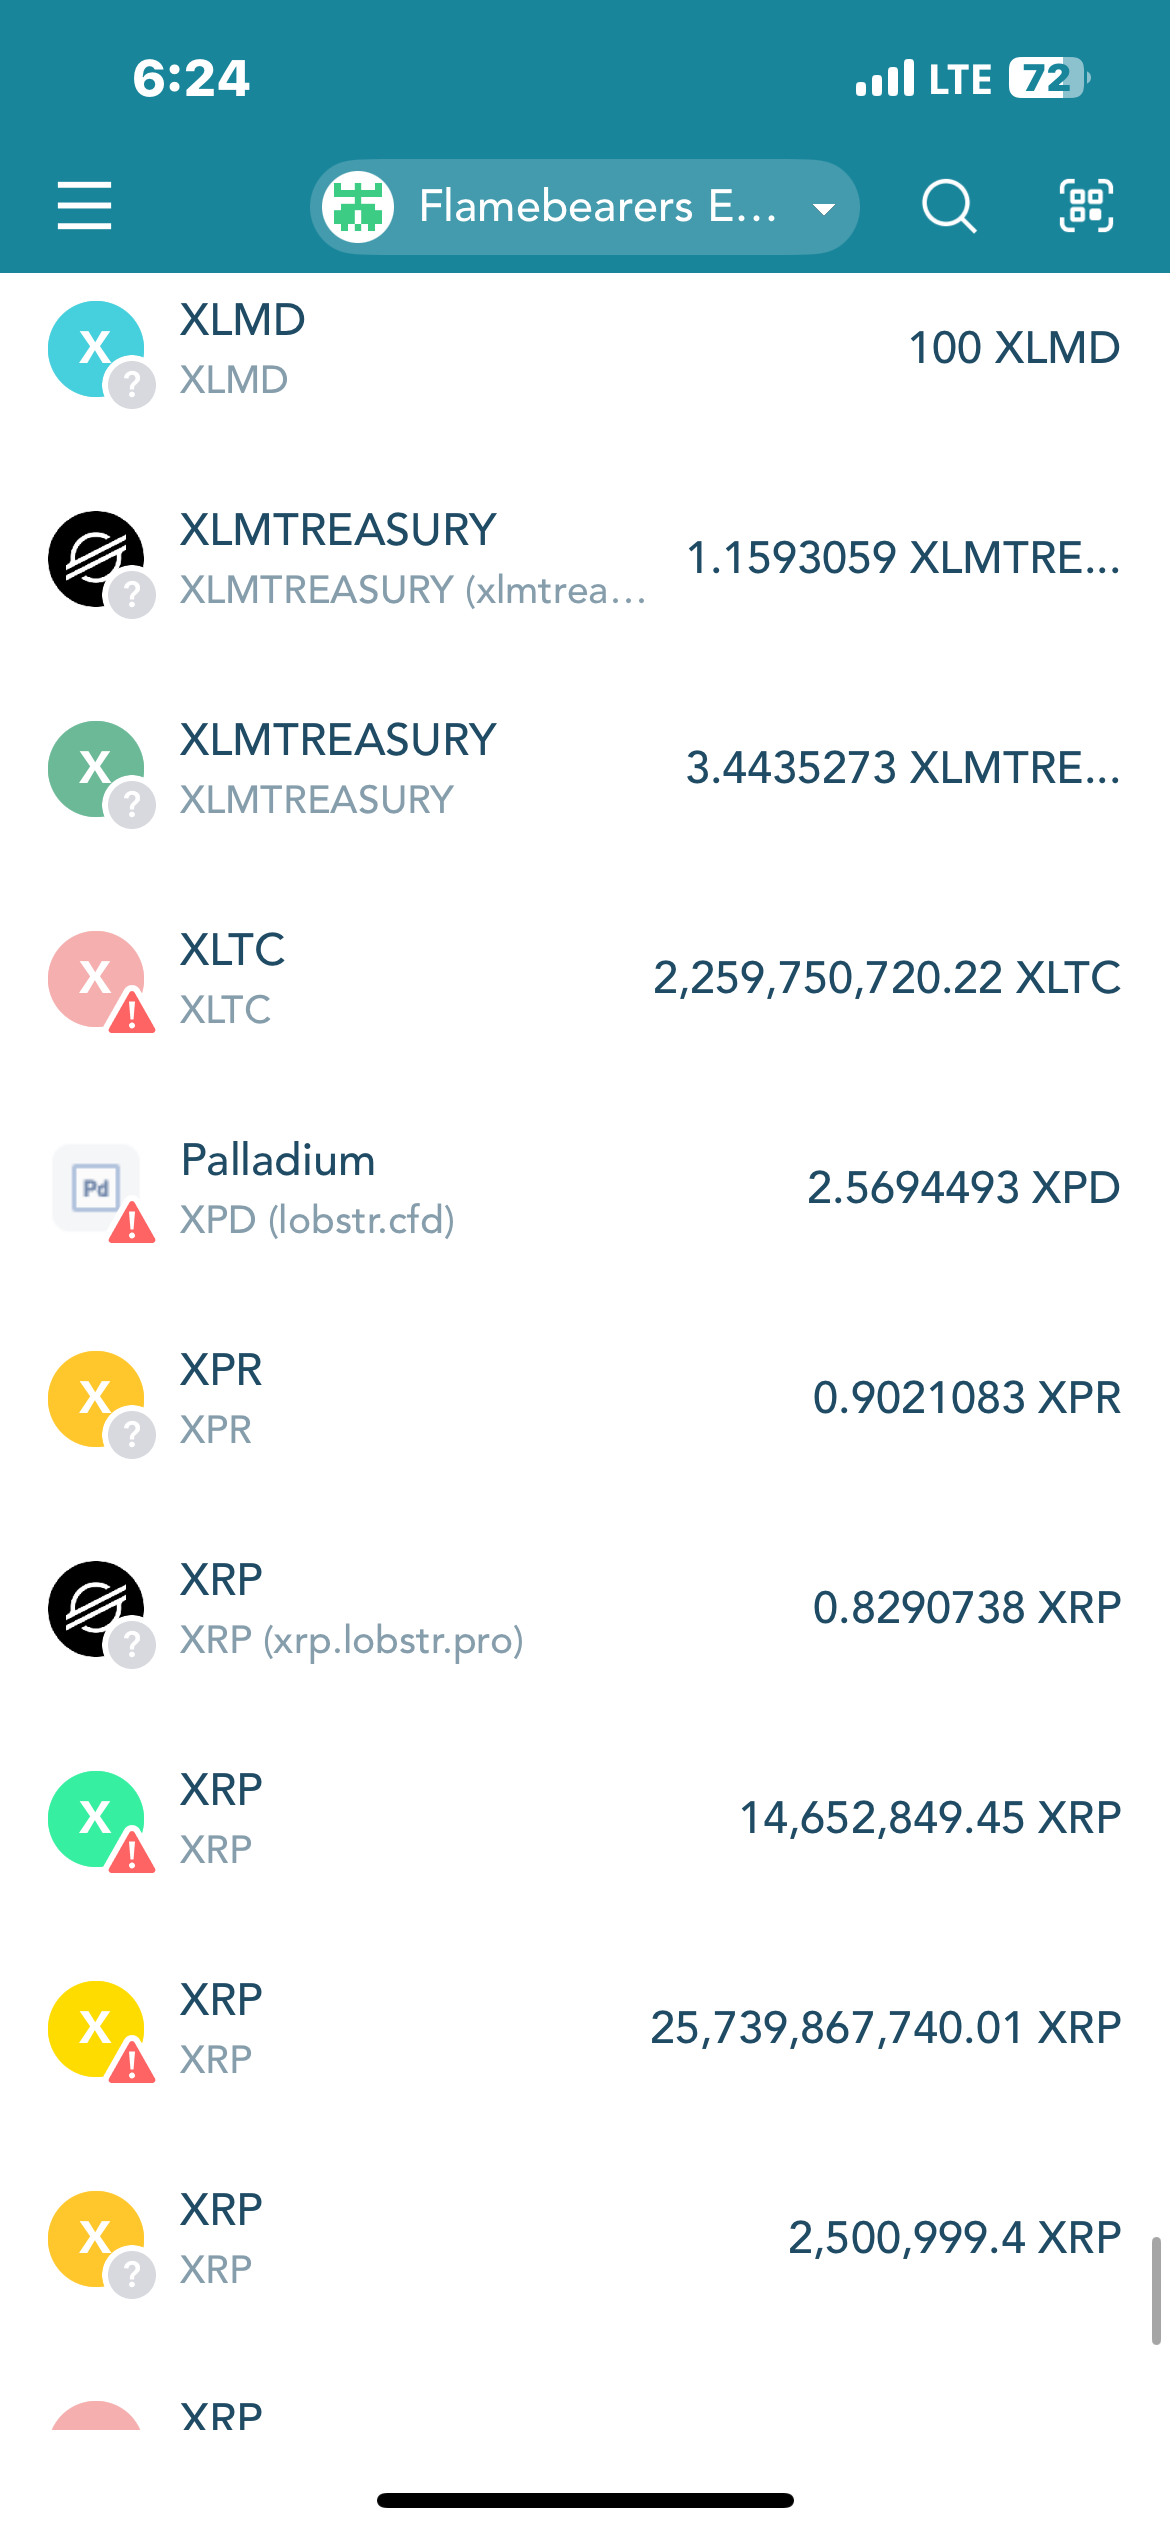 6:24
LTE 72
Flamebearers E...
X
?
XLMD
XLMD
100 XLMD
?
XLMTREASURY
XLMTREASURY (xlmtrea...
1.1593059 XLMTRE...
X
?
XLMTREASURY
XLMTREASURY
3.4435273 XLMTRE...
X
!
XLTC
XLTC
2,259,750,720.22 XLTC
Pd
!
Palladium
XPD (lobstr.cfd)
2.5694493 XPD
X
?
XPR
XPR
0.9021083 XPR
?
XRP
XRP (xrp.lobstr.pro)
0.8290738 XRP
X
!
XRP
XRP
14,652,849.45 XRP
X
!
XRP
XRP
25,739,867,740.01 XRP
X
?
XRP
XRP
2,500,999.4 XRP
XRP